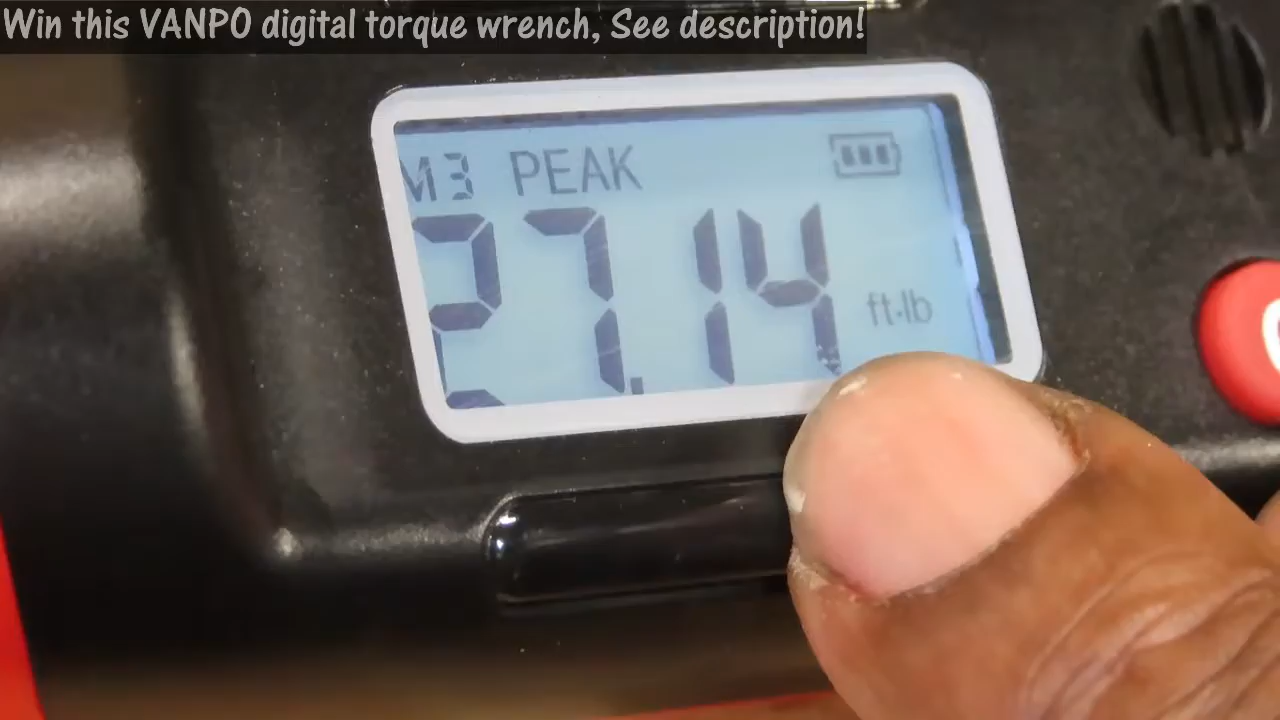 Win this VANPO digital torque wrench, See description!
M3 PEAK
27.14 ft·lb